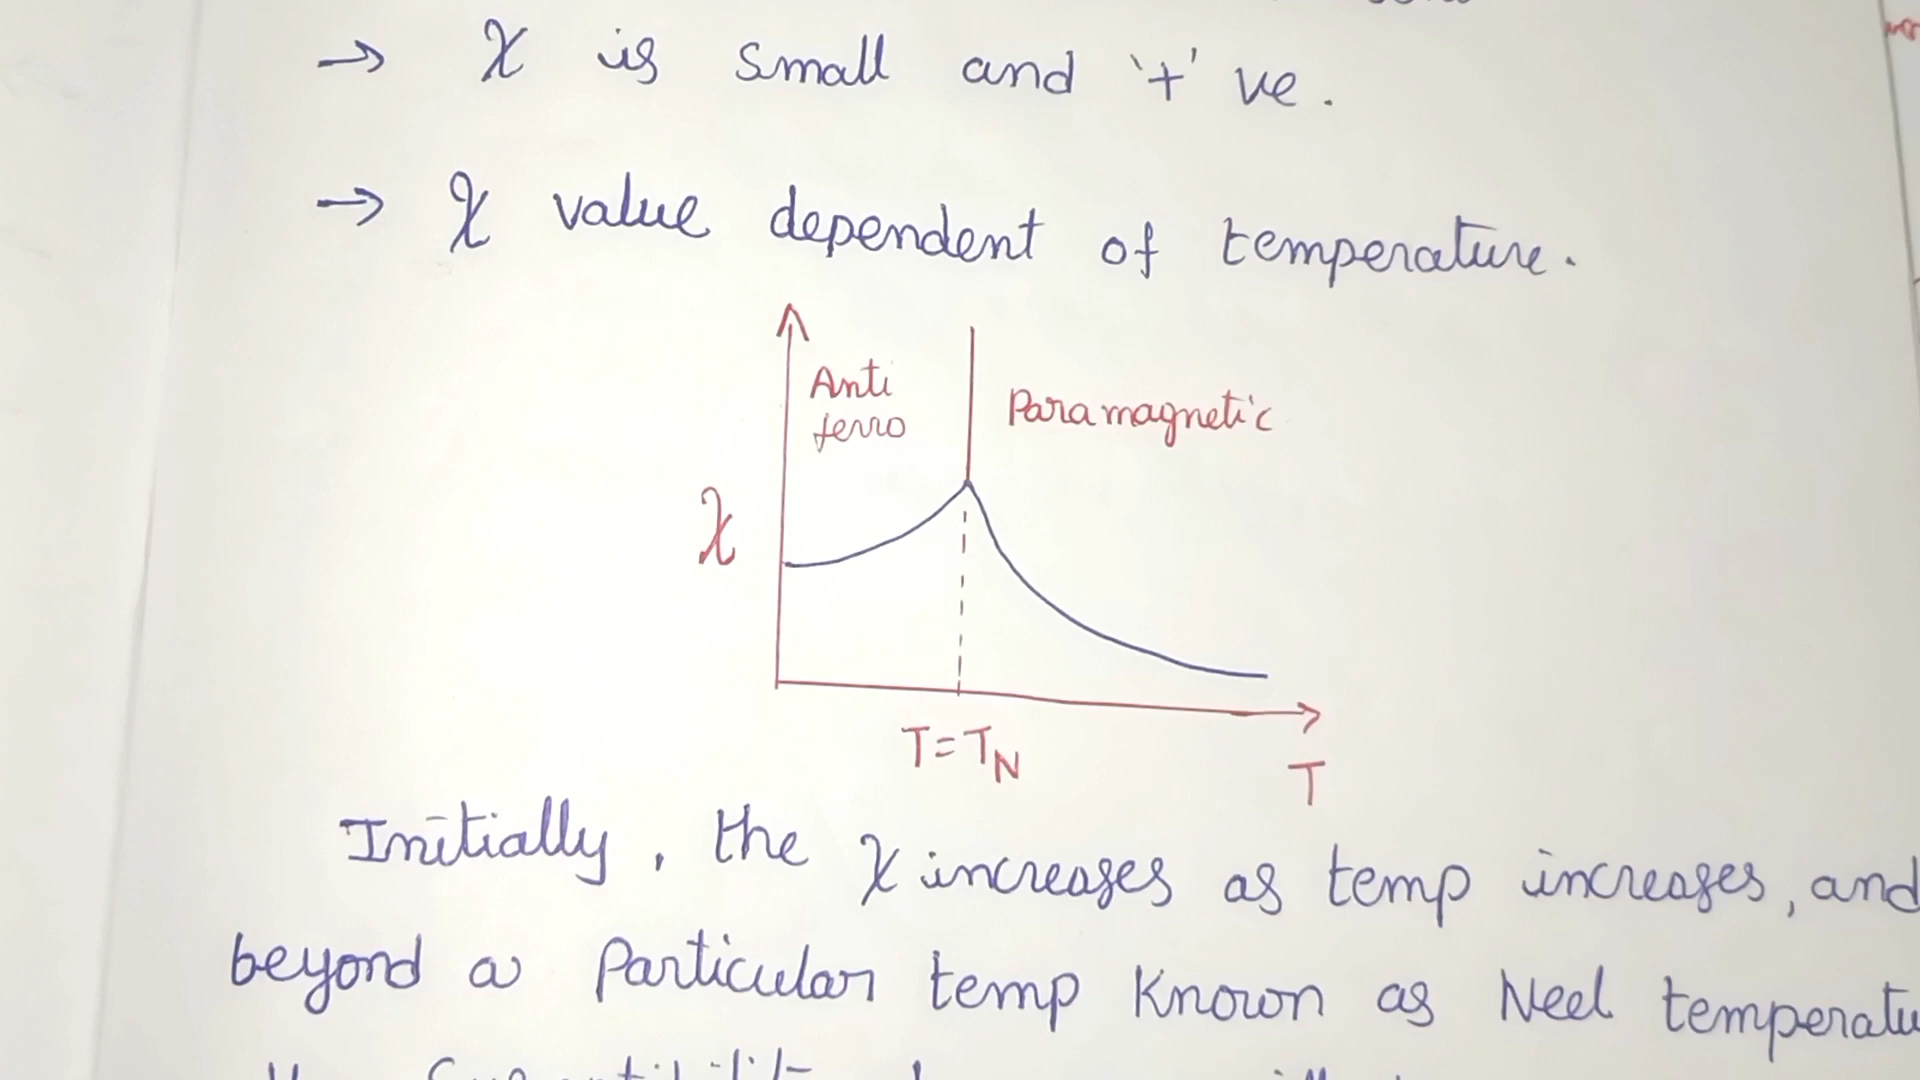 → χ is small and '+' ve.
→ χ value dependent of temperature.
Anti
ferro
Paramagnetic
χ
T=T_N
T
Initially, the χ increases as temp increases, and
beyond a Particular temp Known as Neel temperatu